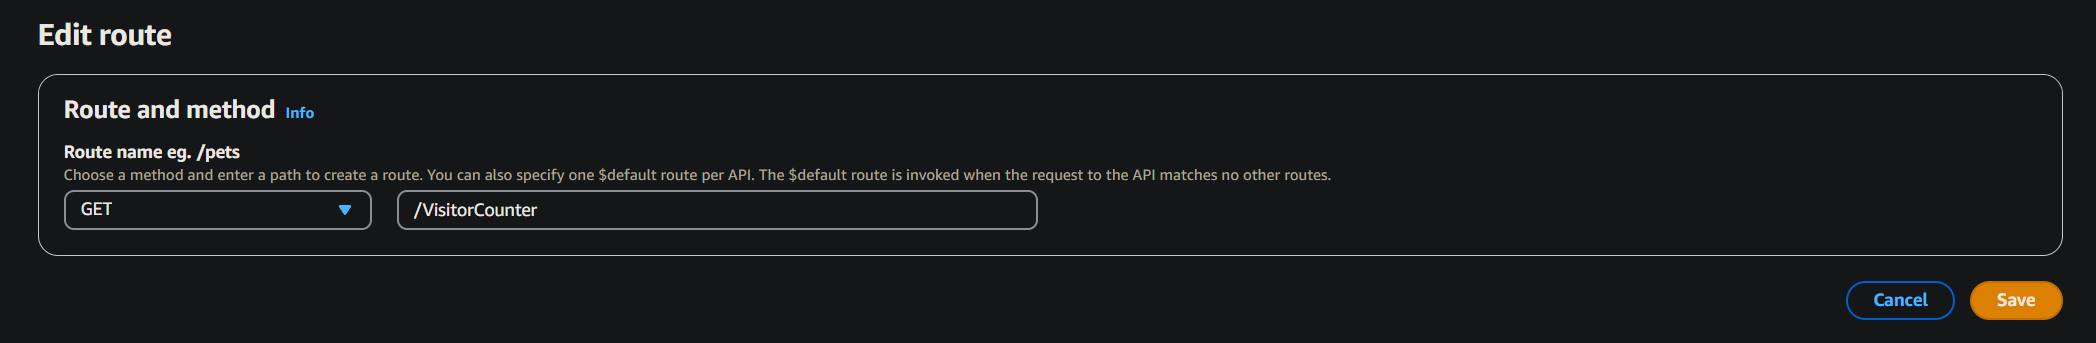 Edit route
Route and method Info
Route name eg. /pets
Choose a method and enter a path to create a route. You can also specify one $default route per API. The $default route is invoked when the request to the API matches no other routes.
GET /VisitorCounter
Cancel Save